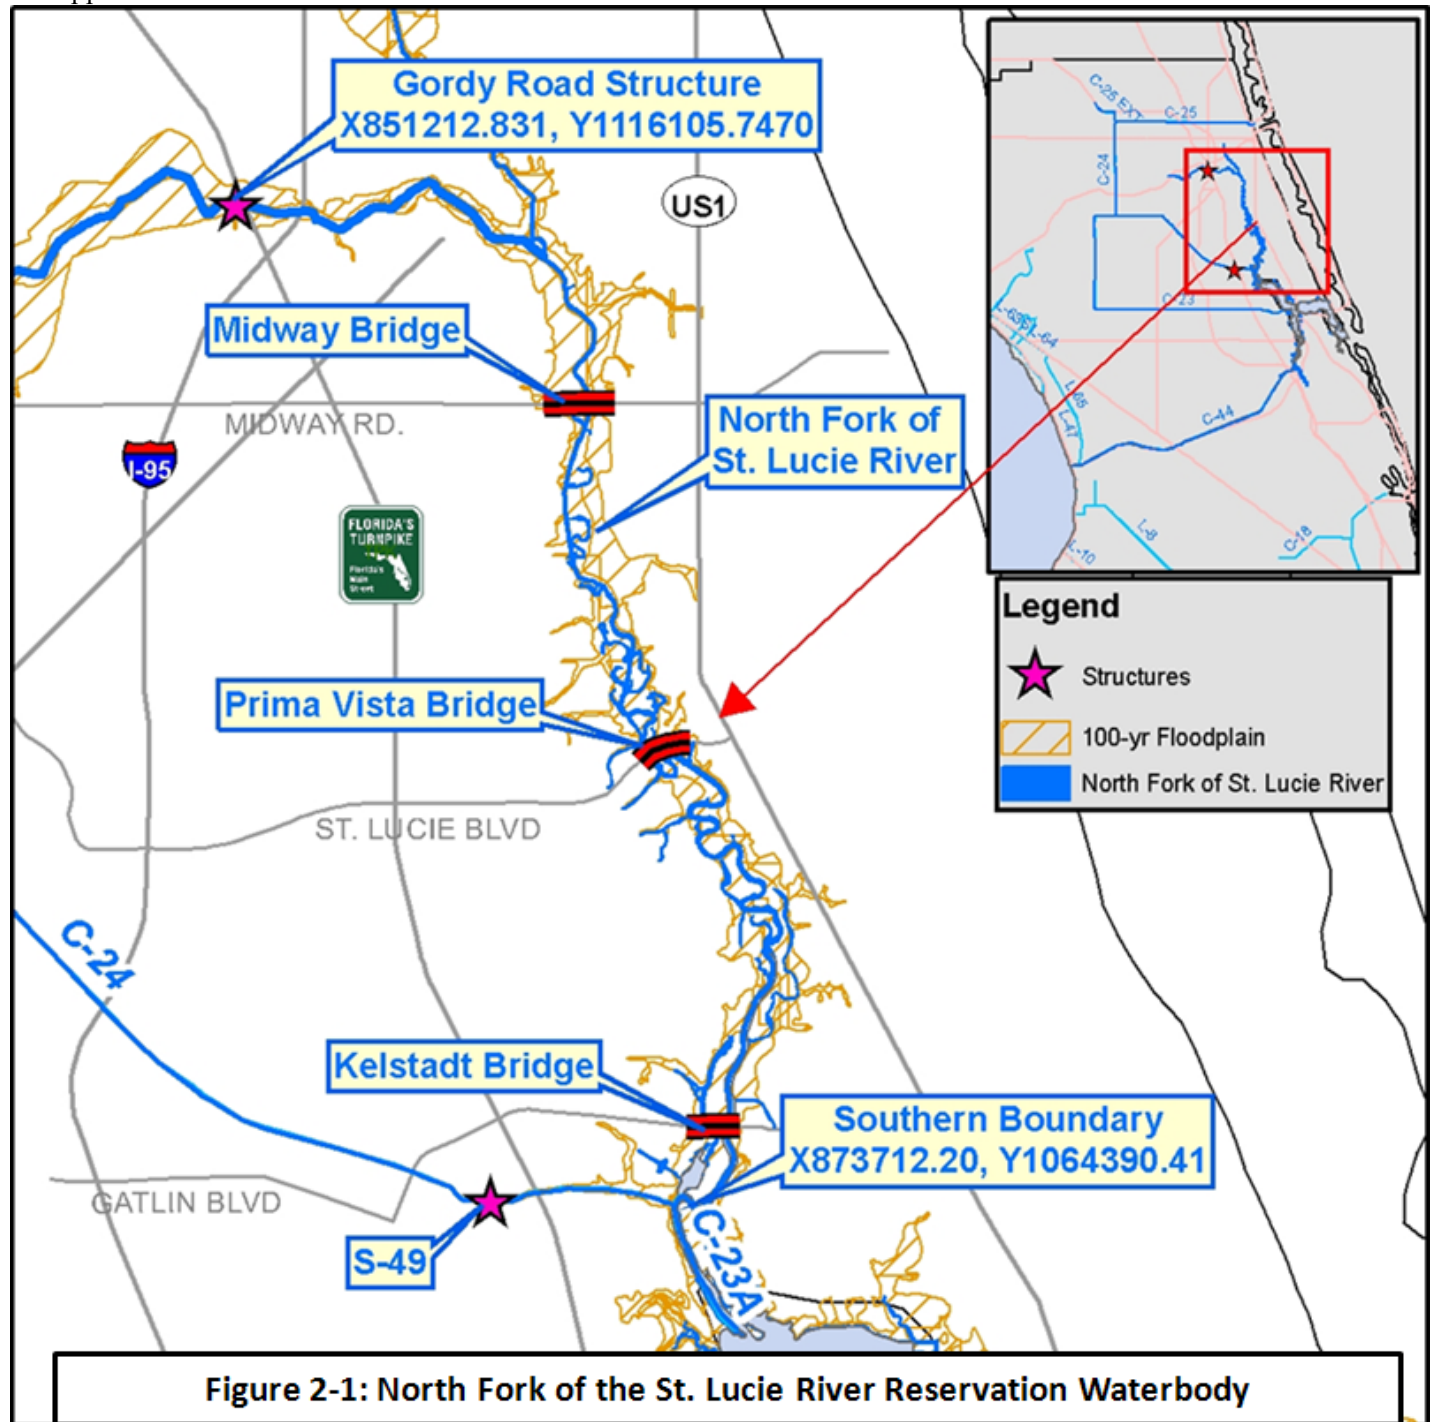 Gordy Road Structure
X851212.831, Y1116105.7470
US1
Midway Bridge
MIDWAY RD.
North Fork of
St. Lucie River
I-95
FLORIDA'S
TURNPIKE
Florida's
Main
Street
Prima Vista Bridge
ST. LUCIE BLVD
C-24
Kelstadt Bridge
Southern Boundary
X873712.20, Y1064390.41
GATLIN BLVD
S-49
C-23A
C-25 EXT
C-25
C-24
C-23
L-64
L-65
L-47
C-44
L-8
L-10
C-18
Legend
Structures
100-yr Floodplain
North Fork of St. Lucie River
Figure 2-1: North Fork of the St. Lucie River Reservation Waterbody